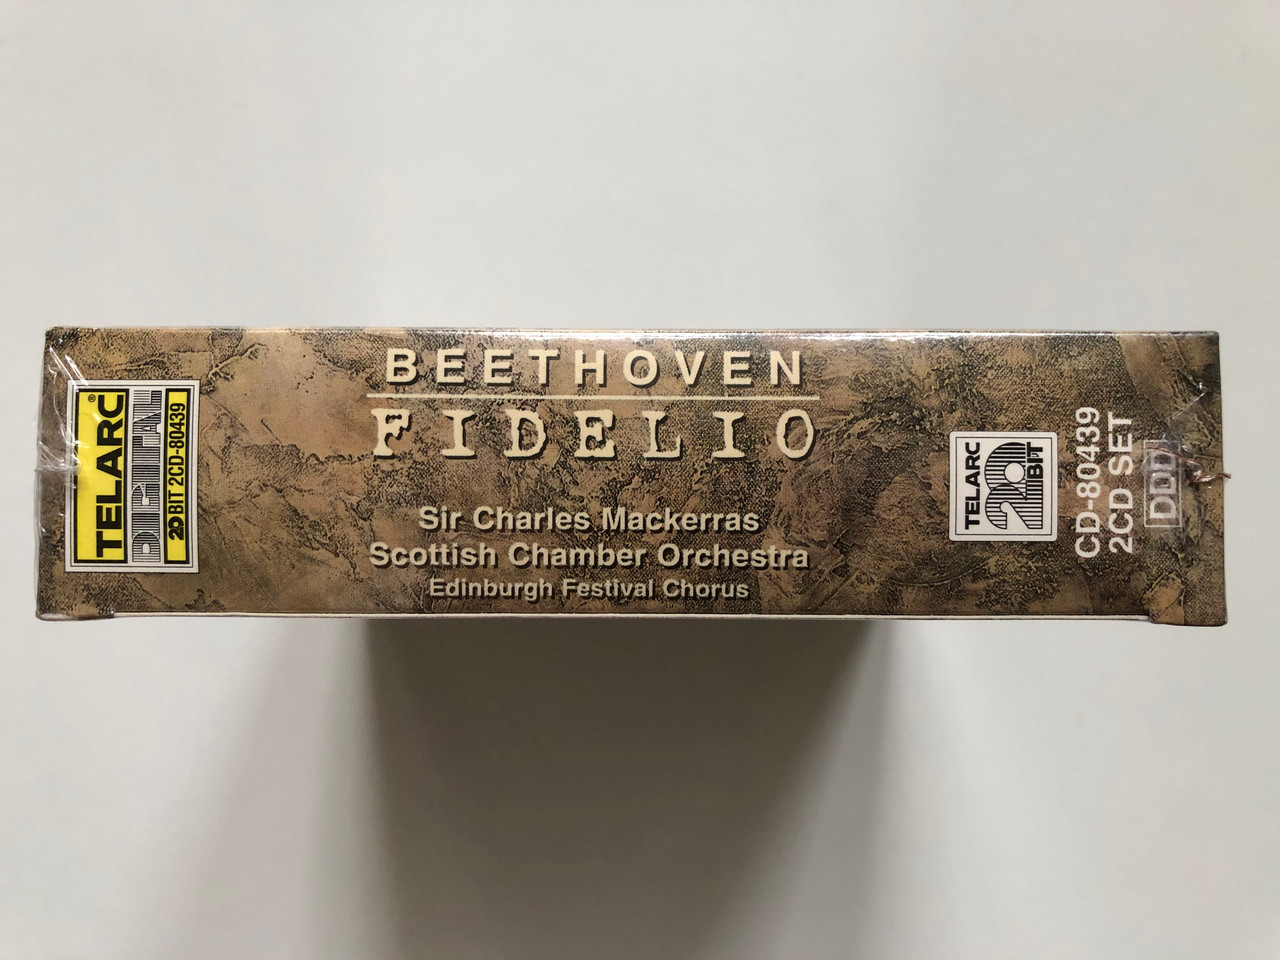 TELARC®
DIGITAL
20 BIT 2CD-80439
BEETHOVEN
FIDELIO
Sir Charles Mackerras
Scottish Chamber Orchestra
Edinburgh Festival Chorus
TELARC
20
BIT
CD-80439
2CD SET
DDD